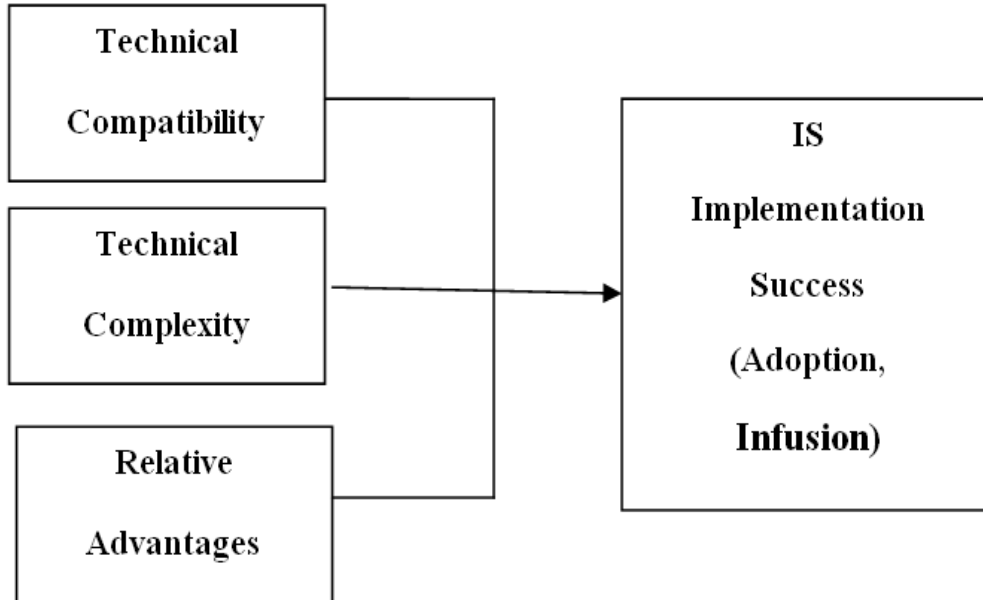 Technical
Compatibility
Technical
Complexity
Relative
Advantages
IS
Implementation
Success
(Adoption,
Infusion)